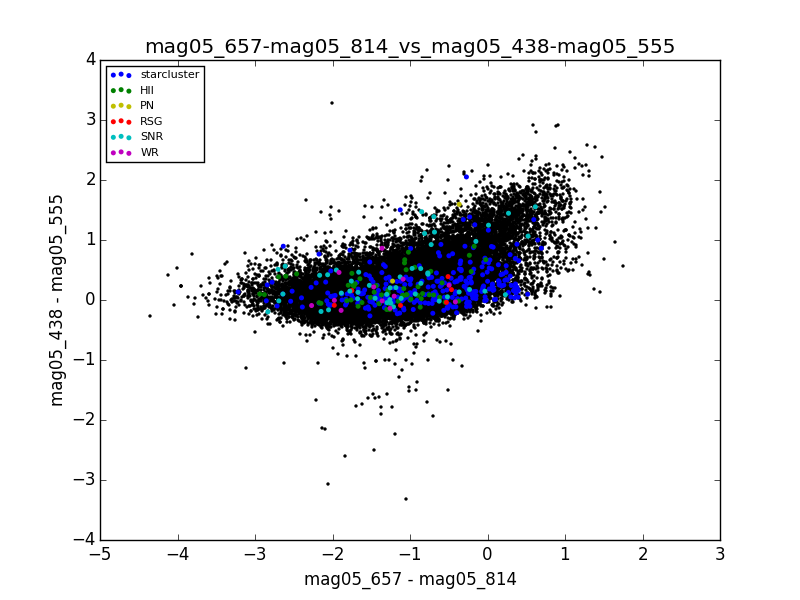 mag05_657-mag05_814_vs_mag05_438-mag05_555
starcluster
HII
PN
RSG
SNR
WR
4
3
2
1
0
−1
−2
−3
−4
mag05_438 - mag05_555
−5 −4 −3 −2 −1 0 1 2 3
mag05_657 - mag05_814